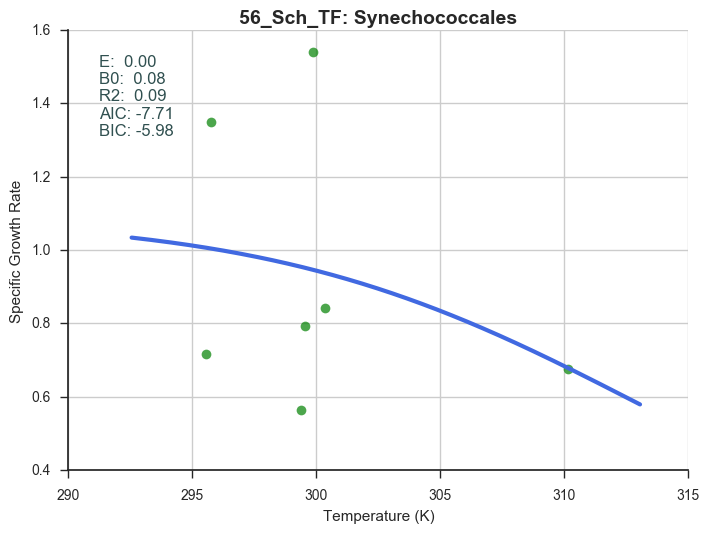 56_Sch_TF: Synechococcales
E:  0.00
B0:  0.08
R2:  0.09
AIC: -7.71
BIC: -5.98
Specific Growth Rate
1.6
1.4
1.2
1.0
0.8
0.6
0.4
290 295 300 305 310 315
Temperature (K)